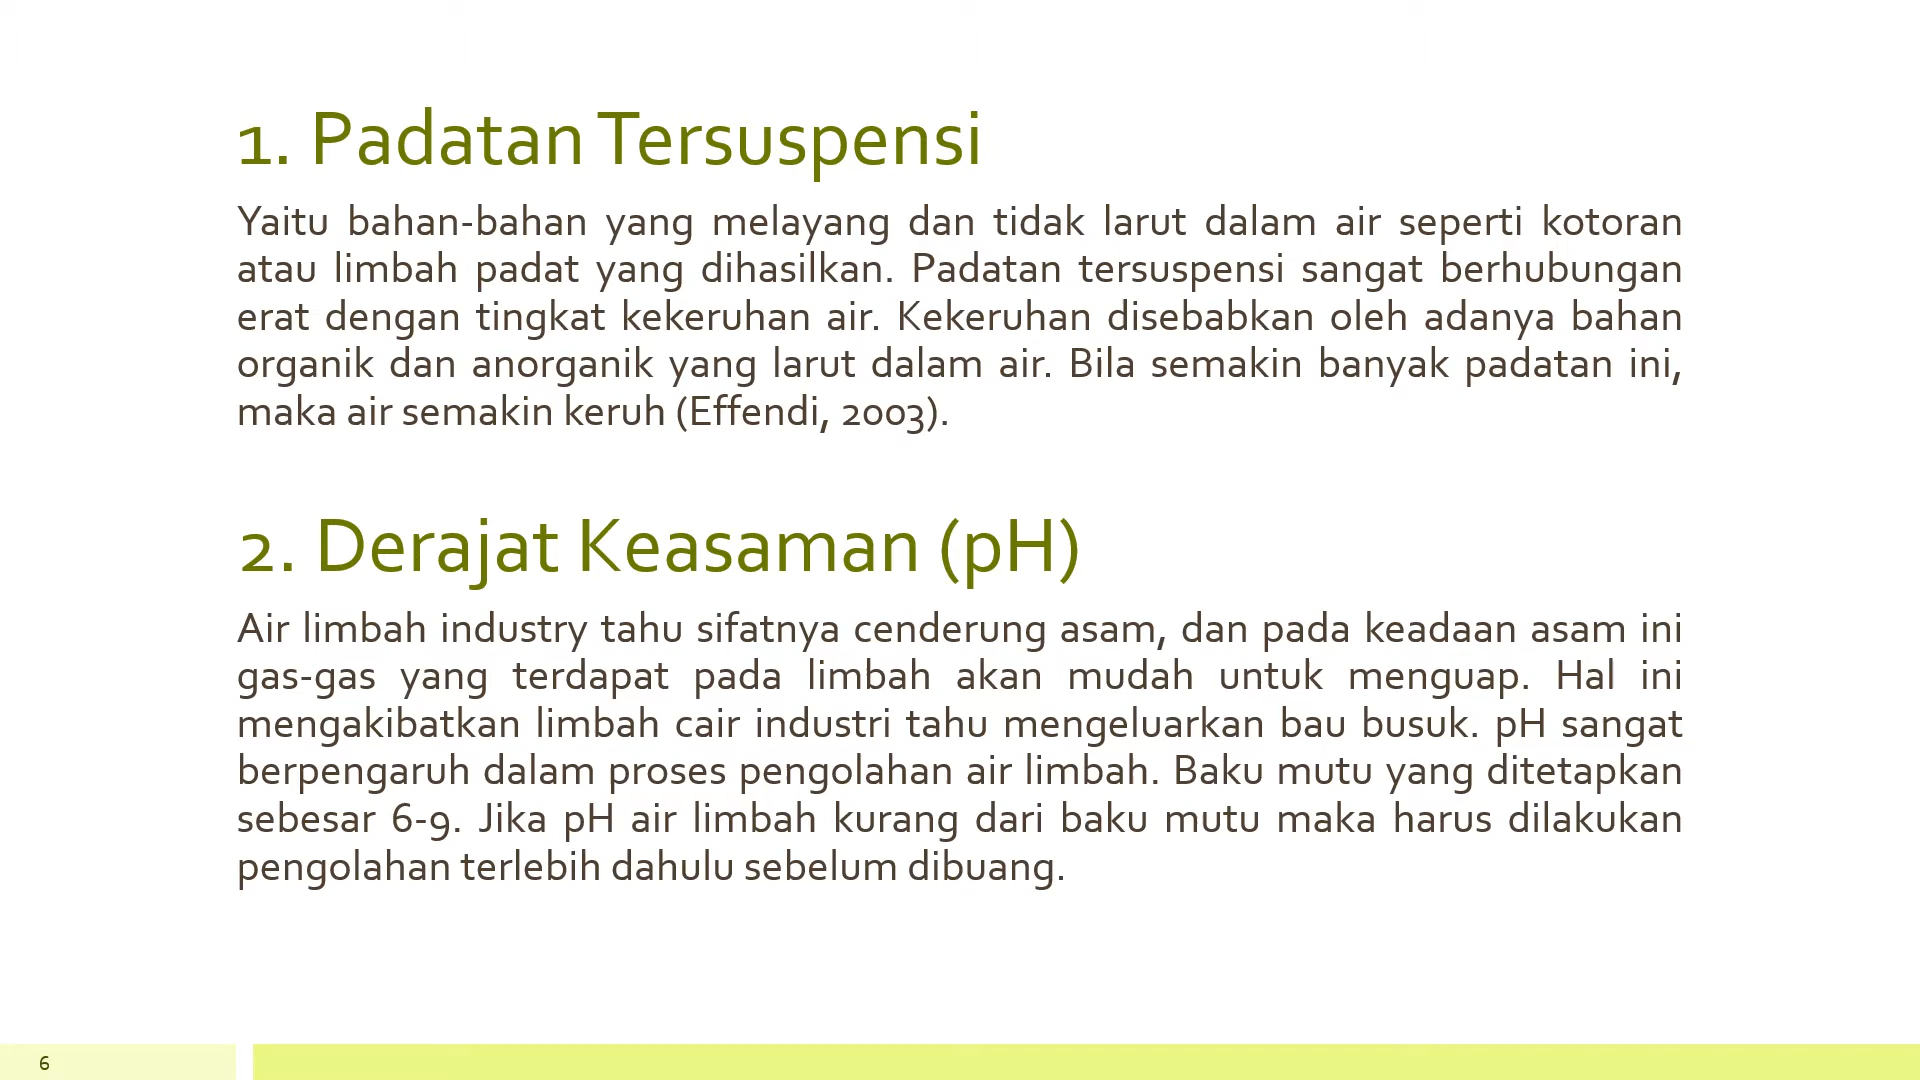 1. Padatan Tersuspensi
Yaitu bahan-bahan yang melayang dan tidak larut dalam air seperti kotoran
atau limbah padat yang dihasilkan. Padatan tersuspensi sangat berhubungan
erat dengan tingkat kekeruhan air. Kekeruhan disebabkan oleh adanya bahan
organik dan anorganik yang larut dalam air. Bila semakin banyak padatan ini,
maka air semakin keruh (Effendi, 2003).
2. Derajat Keasaman (pH)
Air limbah industry tahu sifatnya cenderung asam, dan pada keadaan asam ini
gas-gas yang terdapat pada limbah akan mudah untuk menguap. Hal ini
mengakibatkan limbah cair industri tahu mengeluarkan bau busuk. pH sangat
berpengaruh dalam proses pengolahan air limbah. Baku mutu yang ditetapkan
sebesar 6-9. Jika pH air limbah kurang dari baku mutu maka harus dilakukan
pengolahan terlebih dahulu sebelum dibuang.
6